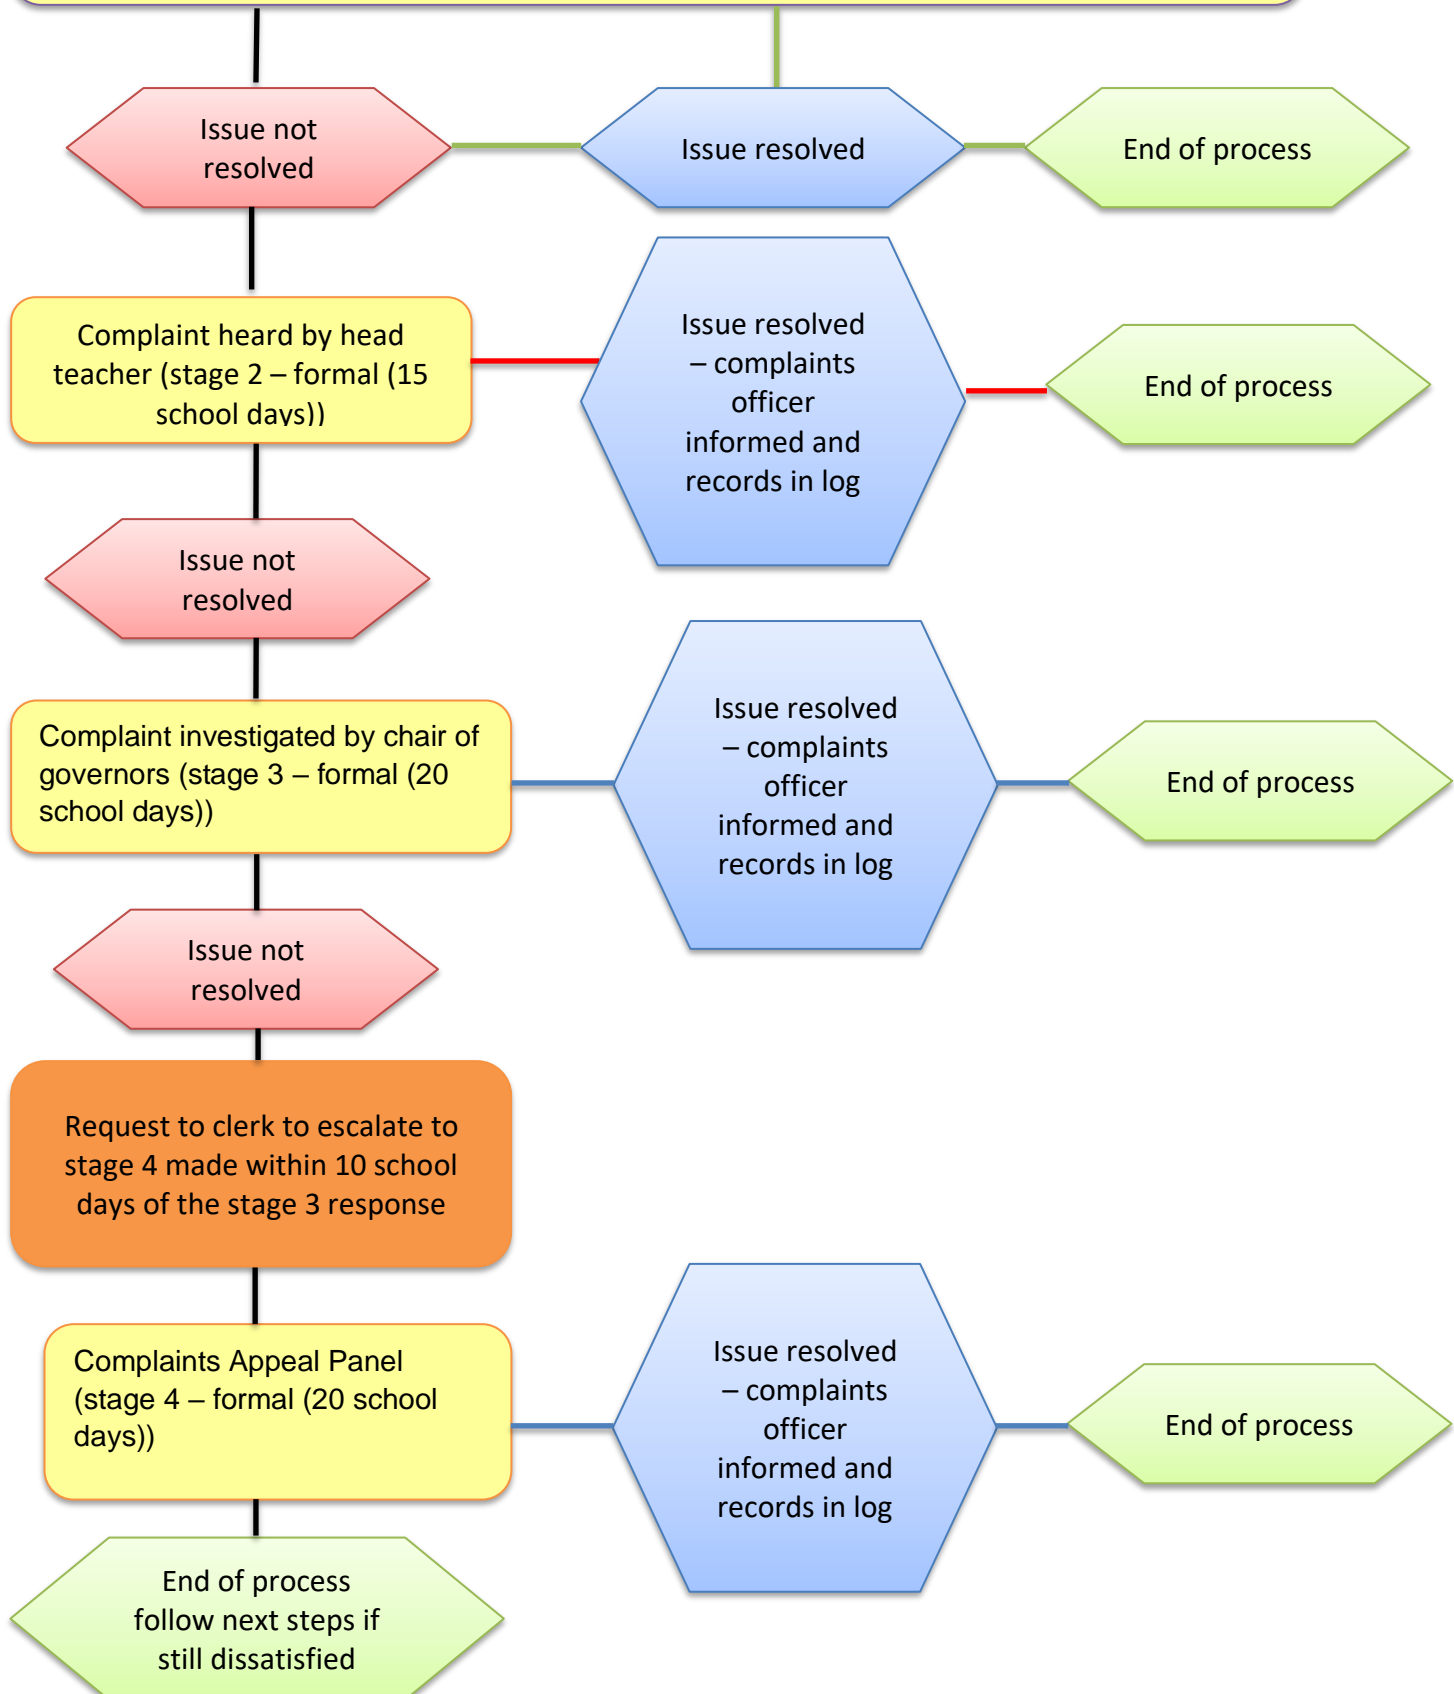 Issue not
resolved
Issue resolved
End of process
Complaint heard by head
teacher (stage 2 – formal (15
school days))
Issue resolved
– complaints
officer
informed and
records in log
End of process
Issue not
resolved
Complaint investigated by chair of
governors (stage 3 – formal (20
school days))
Issue resolved
– complaints
officer
informed and
records in log
End of process
Issue not
resolved
Request to clerk to escalate to
stage 4 made within 10 school
days of the stage 3 response
Complaints Appeal Panel
(stage 4 – formal (20 school
days))
Issue resolved
– complaints
officer
informed and
records in log
End of process
End of process
follow next steps if
still dissatisfied